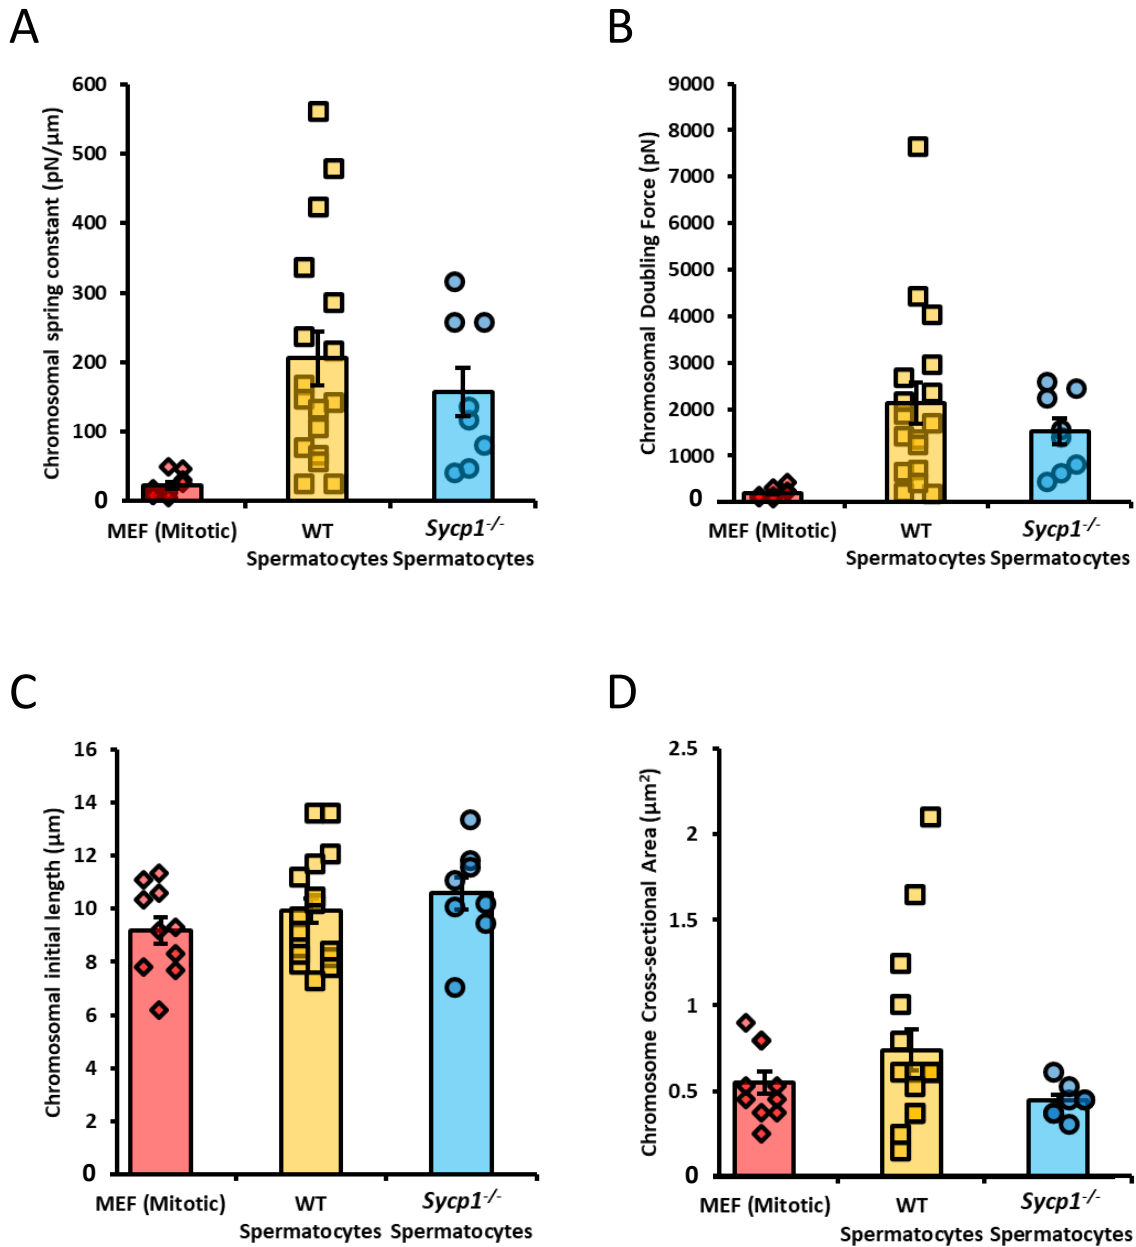 A
Chromosomal spring constant (pN/µm)
600
500
400
300
200
100
0
MEF (Mitotic)
WT
Spermatocytes
Sycp1-/-
Spermatocytes
B
Chromosomal Doubling Force (pN)
9000
8000
7000
6000
5000
4000
3000
2000
1000
0
MEF (Mitotic)
WT
Spermatocytes
Sycp1-/-
Spermatocytes
C
Chromosomal initial length (µm)
16
14
12
10
8
6
4
2
0
MEF (Mitotic)
WT
Spermatocytes
Sycp1-/-
Spermatocytes
D
Chromosome Cross-sectional Area (µm²)
2.5
2
1.5
1
0.5
0
MEF (Mitotic)
WT
Spermatocytes
Sycp1-/-
Spermatocytes